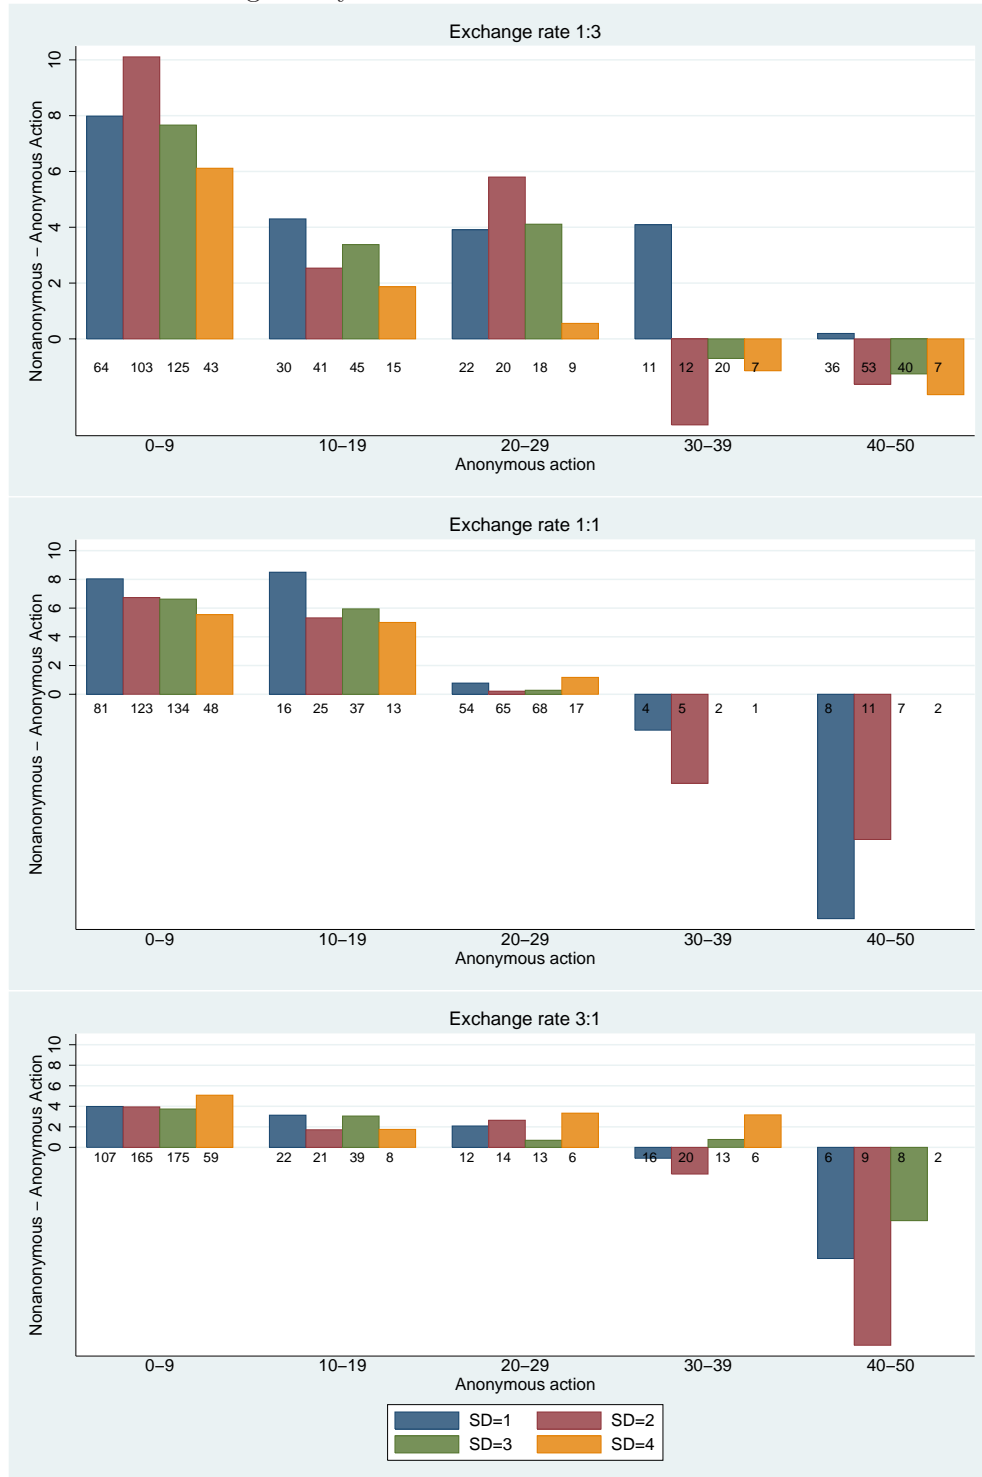 Exchange rate 1:3
Nonanonymous – Anonymous Action
10
8
6
4
2
0
64 103 125 43 30 41 45 15 22 20 18 9 11 12 20 7 36 53 40 7
0–9 10–19 20–29 30–39 40–50
Anonymous action
Exchange rate 1:1
Nonanonymous – Anonymous Action
10
8
6
4
2
0
81 123 134 48 16 25 37 13 54 65 68 17 4 5 2 1 8 11 7 2
0–9 10–19 20–29 30–39 40–50
Anonymous action
Exchange rate 3:1
Nonanonymous – Anonymous Action
10
8
6
4
2
0
107 165 175 59 22 21 39 8 12 14 13 6 16 20 13 6 6 9 8 2
0–9 10–19 20–29 30–39 40–50
Anonymous action
SD=1 SD=2
SD=3 SD=4